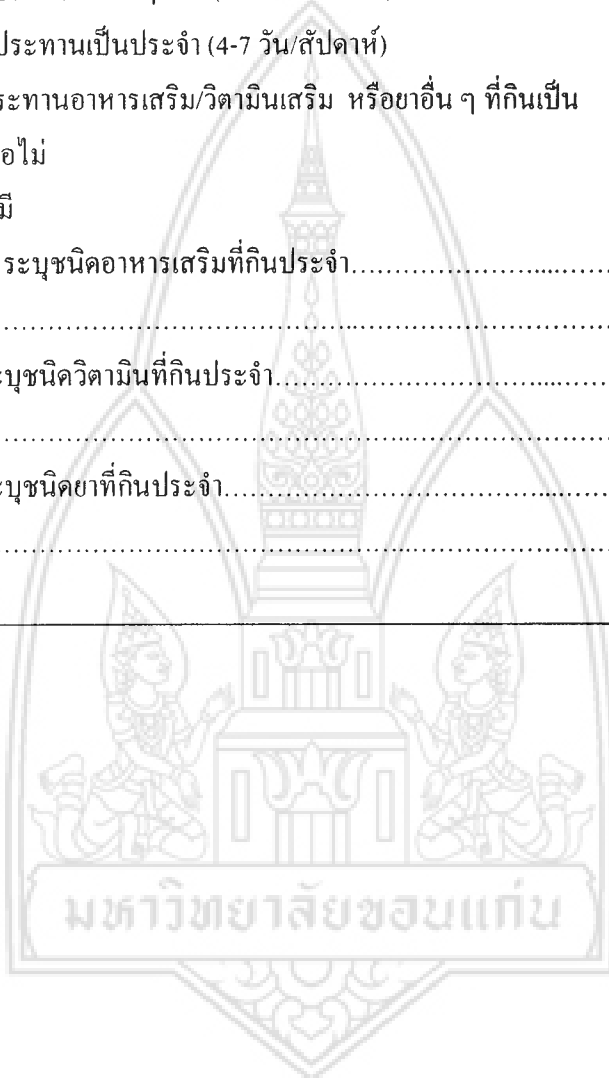 ประทานเป็นประจำ (4-7 วัน/สัปดาห์)
ระทานอาหารเสริม/วิตามินเสริม หรือยาอื่น ๆ ที่กินเป็น
อไม่
มี
ระบุชนิดอาหารเสริมที่กินประจำ..............................
............................................................
ะบุชนิดวิตามินที่กินประจำ..............................
............................................................
ะบุชนิดยาที่กินประจำ..............................
............................................................
มหาวิทยาลัยขอนแก่น